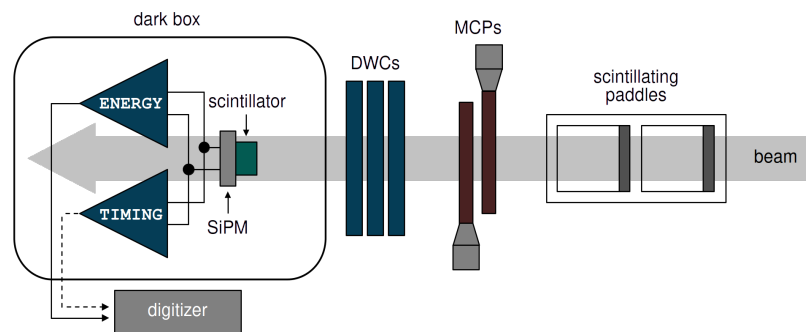 dark box
MCPs
DWCs
scintillating
paddles
ENERGY
scintillator
beam
TIMING
SiPM
digitizer